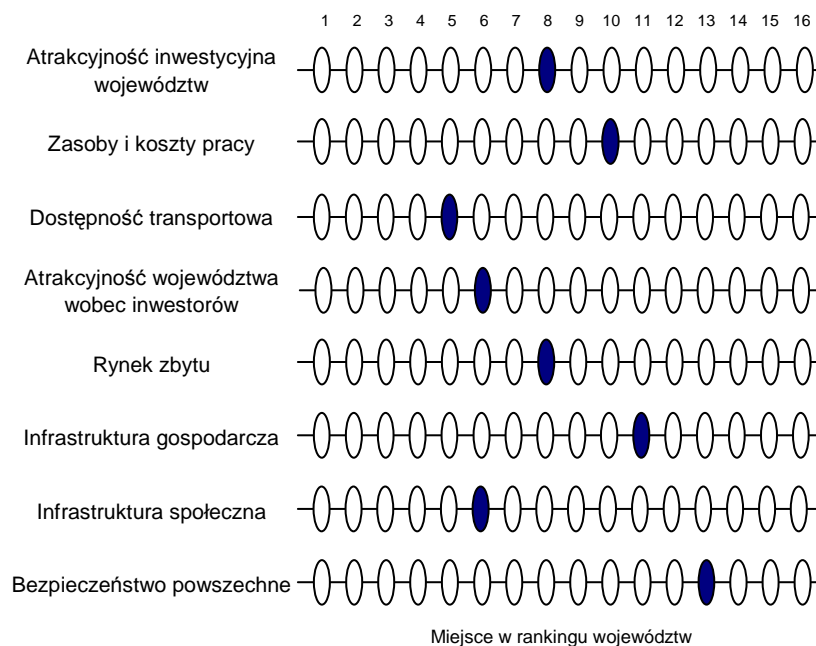 1 2 3 4 5 6 7 8 9 10 11 12 13 14 15 16
Atrakcyjność inwestycyjna
województw
Zasoby i koszty pracy
Dostępność transportowa
Atrakcyjność województwa
wobec inwestorów
Rynek zbytu
Infrastruktura gospodarcza
Infrastruktura społeczna
Bezpieczeństwo powszechne
Miejsce w rankingu województw